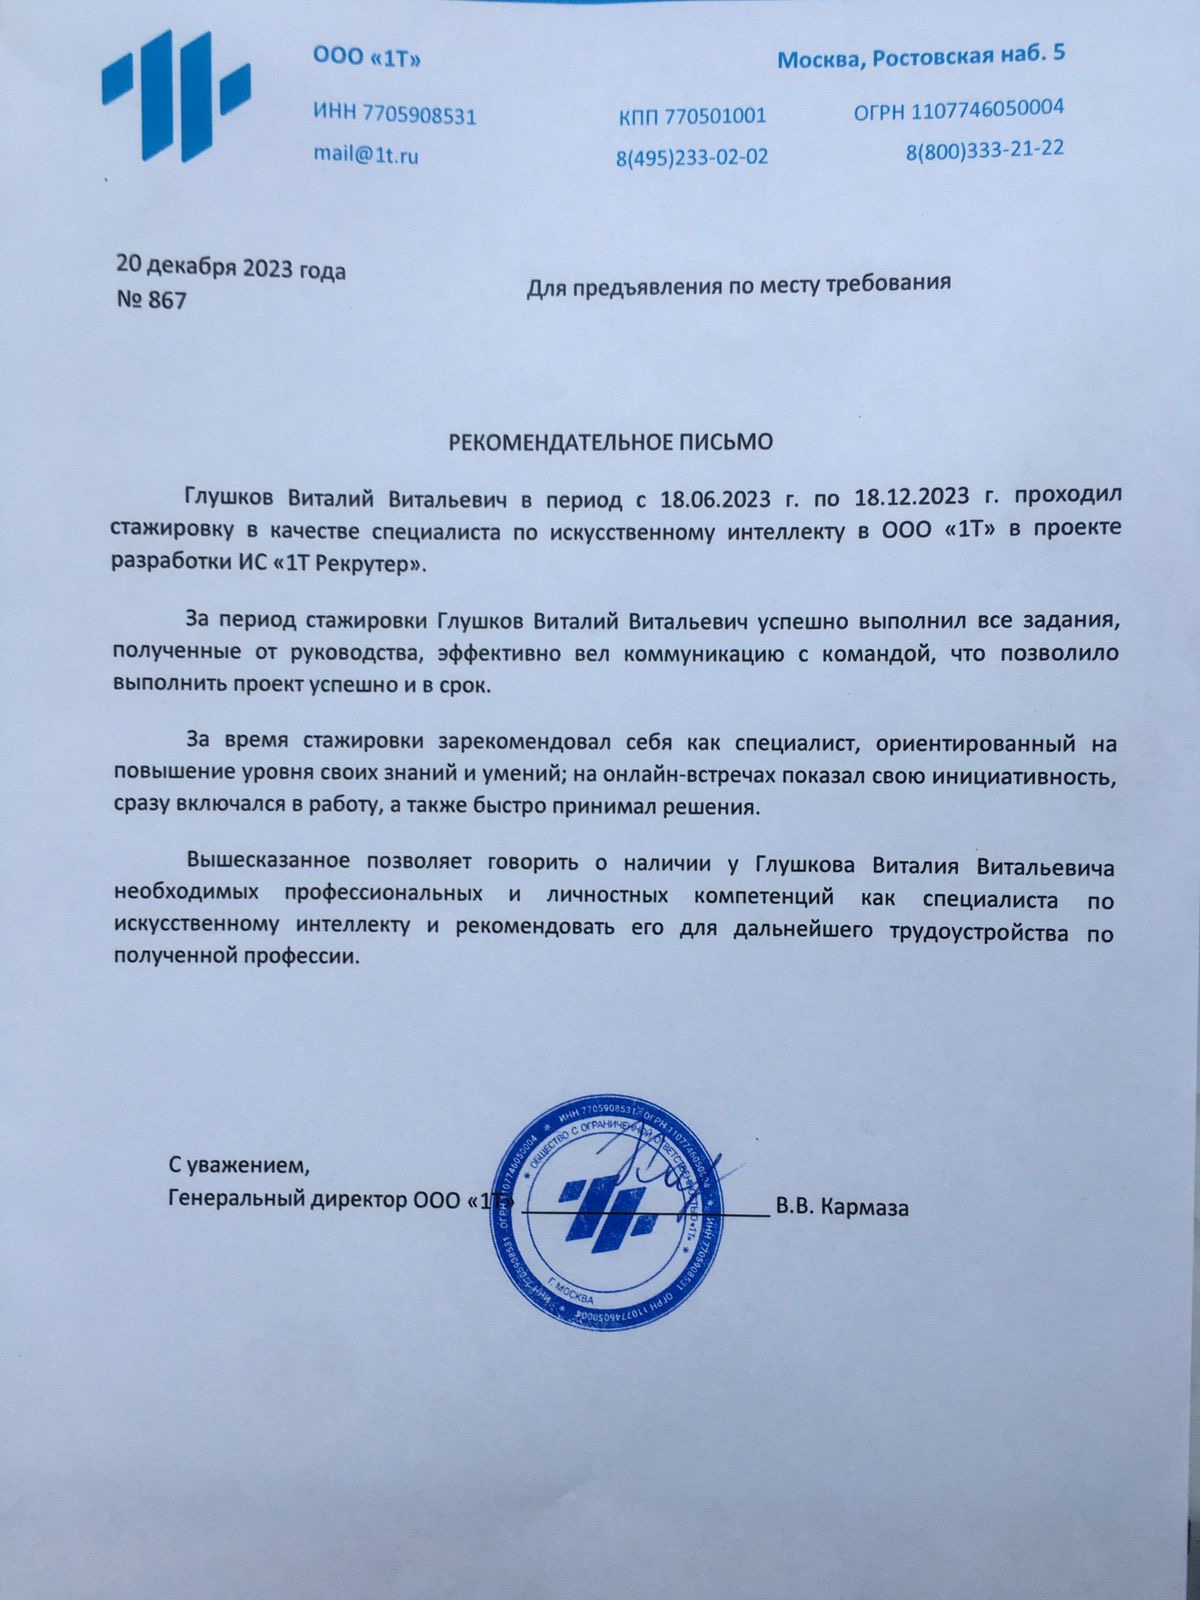 ООО «1Т»
Москва, Ростовская наб. 5
ИНН 7705908531
КПП 770501001
ОГРН 1107746050004
mail@1t.ru
8(495)233-02-02
8(800)333-21-22
20 декабря 2023 года
№ 867
Для предъявления по месту требования
РЕКОМЕНДАТЕЛЬНОЕ ПИСЬМО
Глушков Виталий Витальевич в период с 18.06.2023 г. по 18.12.2023 г. проходил
стажировку в качестве специалиста по искусственному интеллекту в ООО «1Т» в проекте
разработки ИС «1Т Рекрутер».
За период стажировки Глушков Виталий Витальевич успешно выполнил все задания,
полученные от руководства, эффективно вел коммуникацию с командой, что позволило
выполнить проект успешно и в срок.
За время стажировки зарекомендовал себя как специалист, ориентированный на
повышение уровня своих знаний и умений; на онлайн-встречах показал свою инициативность,
сразу включался в работу, а также быстро принимал решения.
Вышесказанное позволяет говорить о наличии у Глушкова Виталия Витальевича
необходимых профессиональных и личностных компетенций как специалиста по
искусственному интеллекту и рекомендовать его для дальнейшего трудоустройства по
полученной профессии.
С уважением,
Генеральный директор ООО «1Т» В.В. Кармаза
ИНН 7705908531 * ОГРН 1107746050004 * ИНН 7705908531 ОГРН 1107746050004 * ИНН 7705908531 ОГРН 1107746050004 *
* ОБЩЕСТВО С ОГРАНИЧЕННОЙ ОТВЕТСТВЕННОСТЬЮ «1Т» *
Г. МОСКВА